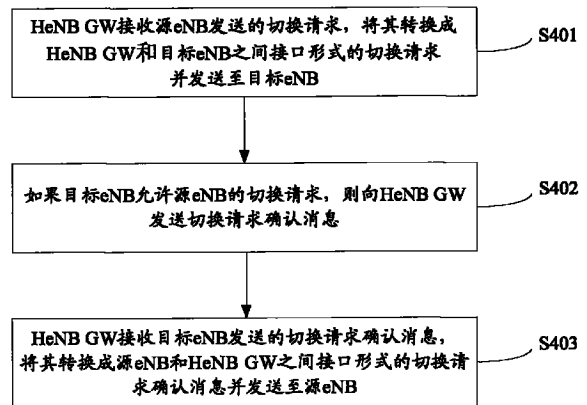 HeNB GW接收源eNB发送的切换请求，将其转换成
HeNB GW和目标eNB之间接口形式的切换请求
并发送至目标eNB
S401
如果目标eNB允许源eNB的切换请求，则向HeNB GW
发送切换请求确认消息
S402
HeNB GW接收目标eNB发送的切换请求确认消息，
将其转换成源eNB和HeNB GW之间接口形式的切换请
求确认消息并发送至源eNB
S403